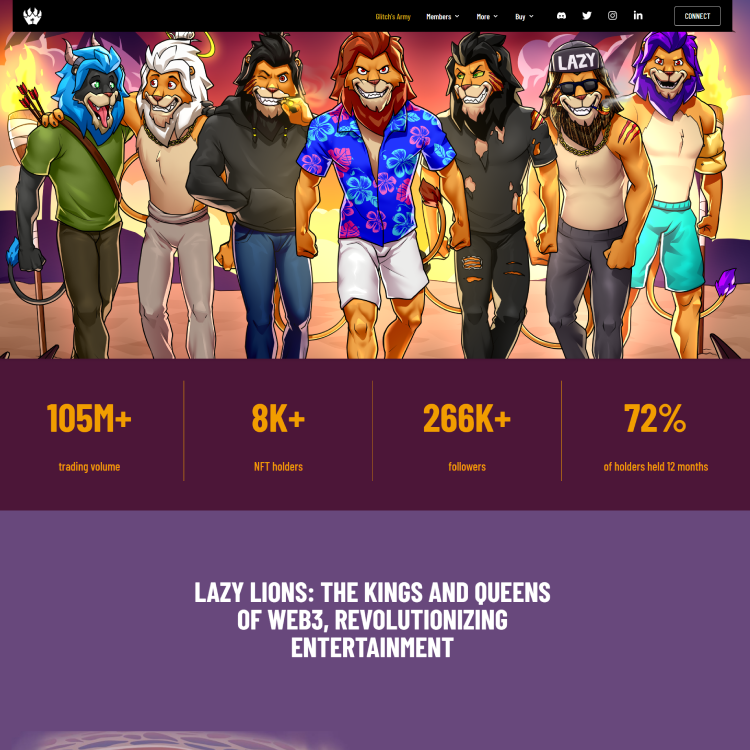 Glitch's Army Members More Buy CONNECT
LAZY
105M+ 8K+ 266K+ 72%
trading volume NFT holders followers of holders held 12 months
LAZY LIONS: THE KINGS AND QUEENS
OF WEB3, REVOLUTIONIZING
ENTERTAINMENT